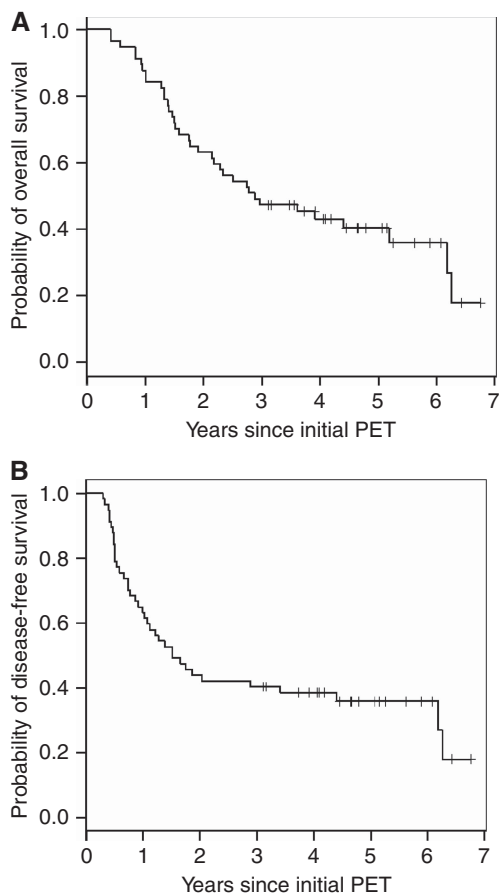 A
Probability of overall survival
1.0
0.8
0.6
0.4
0.2
0.0
0 1 2 3 4 5 6 7
Years since initial PET
B
Probability of disease-free survival
1.0
0.8
0.6
0.4
0.2
0.0
0 1 2 3 4 5 6 7
Years since initial PET